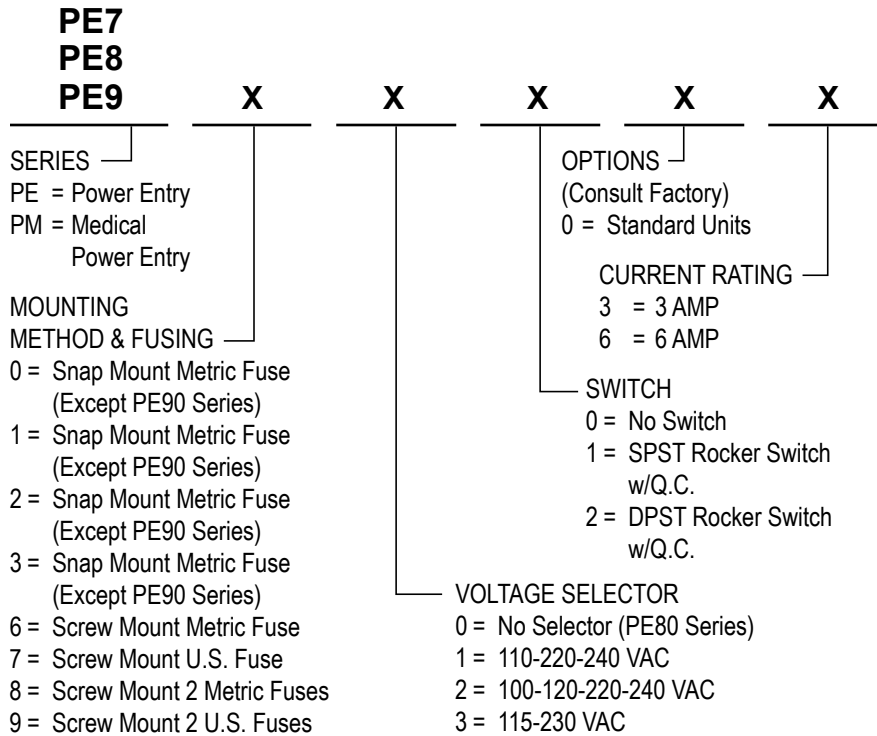 PE7
PE8
PE9 X X X X X
SERIES
PE = Power Entry
PM = Medical
Power Entry
MOUNTING
METHOD & FUSING
0 = Snap Mount Metric Fuse
(Except PE90 Series)
1 = Snap Mount Metric Fuse
(Except PE90 Series)
2 = Snap Mount Metric Fuse
(Except PE90 Series)
3 = Snap Mount Metric Fuse
(Except PE90 Series)
6 = Screw Mount Metric Fuse
7 = Screw Mount U.S. Fuse
8 = Screw Mount 2 Metric Fuses
9 = Screw Mount 2 U.S. Fuses
OPTIONS
(Consult Factory)
0 = Standard Units
CURRENT RATING
3 = 3 AMP
6 = 6 AMP
SWITCH
0 = No Switch
1 = SPST Rocker Switch
w/Q.C.
2 = DPST Rocker Switch
w/Q.C.
VOLTAGE SELECTOR
0 = No Selector (PE80 Series)
1 = 110-220-240 VAC
2 = 100-120-220-240 VAC
3 = 115-230 VAC